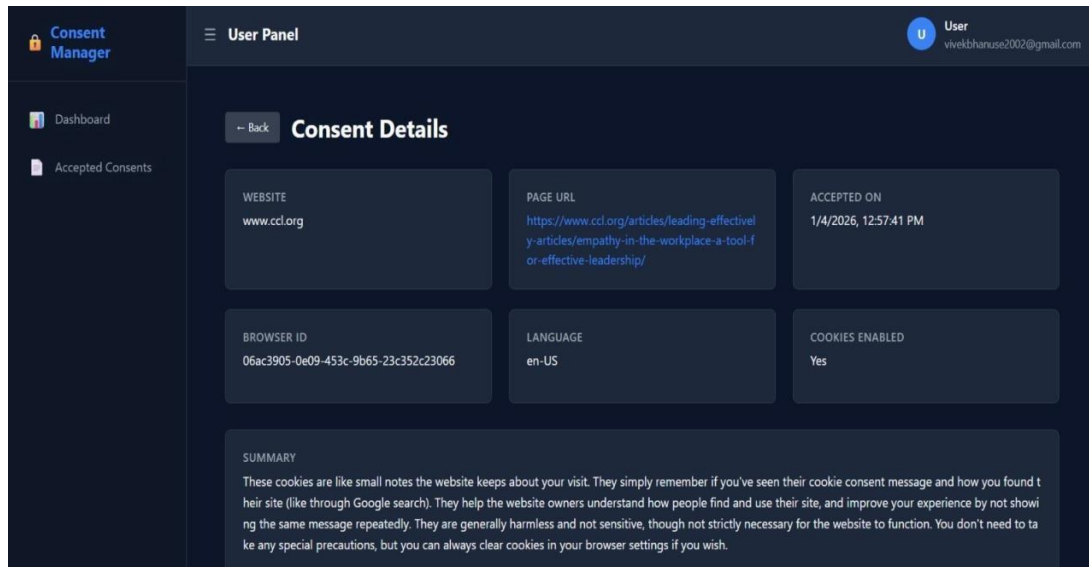 Consent
Manager
☰ User Panel
U
User
vivekbhanuse2002@gmail.com
Dashboard
Accepted Consents
← Back
Consent Details
WEBSITE
www.ccl.org
PAGE URL
https://www.ccl.org/articles/leading-effectivel
y-articles/empathy-in-the-workplace-a-tool-f
or-effective-leadership/
ACCEPTED ON
1/4/2026, 12:57:41 PM
BROWSER ID
06ac3905-0e09-453c-9b65-23c352c23066
LANGUAGE
en-US
COOKIES ENABLED
Yes
SUMMARY
These cookies are like small notes the website keeps about your visit. They simply remember if you've seen their cookie consent message and how you found t
heir site (like through Google search). They help the website owners understand how people find and use their site, and improve your experience by not showi
ng the same message repeatedly. They are generally harmless and not sensitive, though not strictly necessary for the website to function. You don't need to ta
ke any special precautions, but you can always clear cookies in your browser settings if you wish.